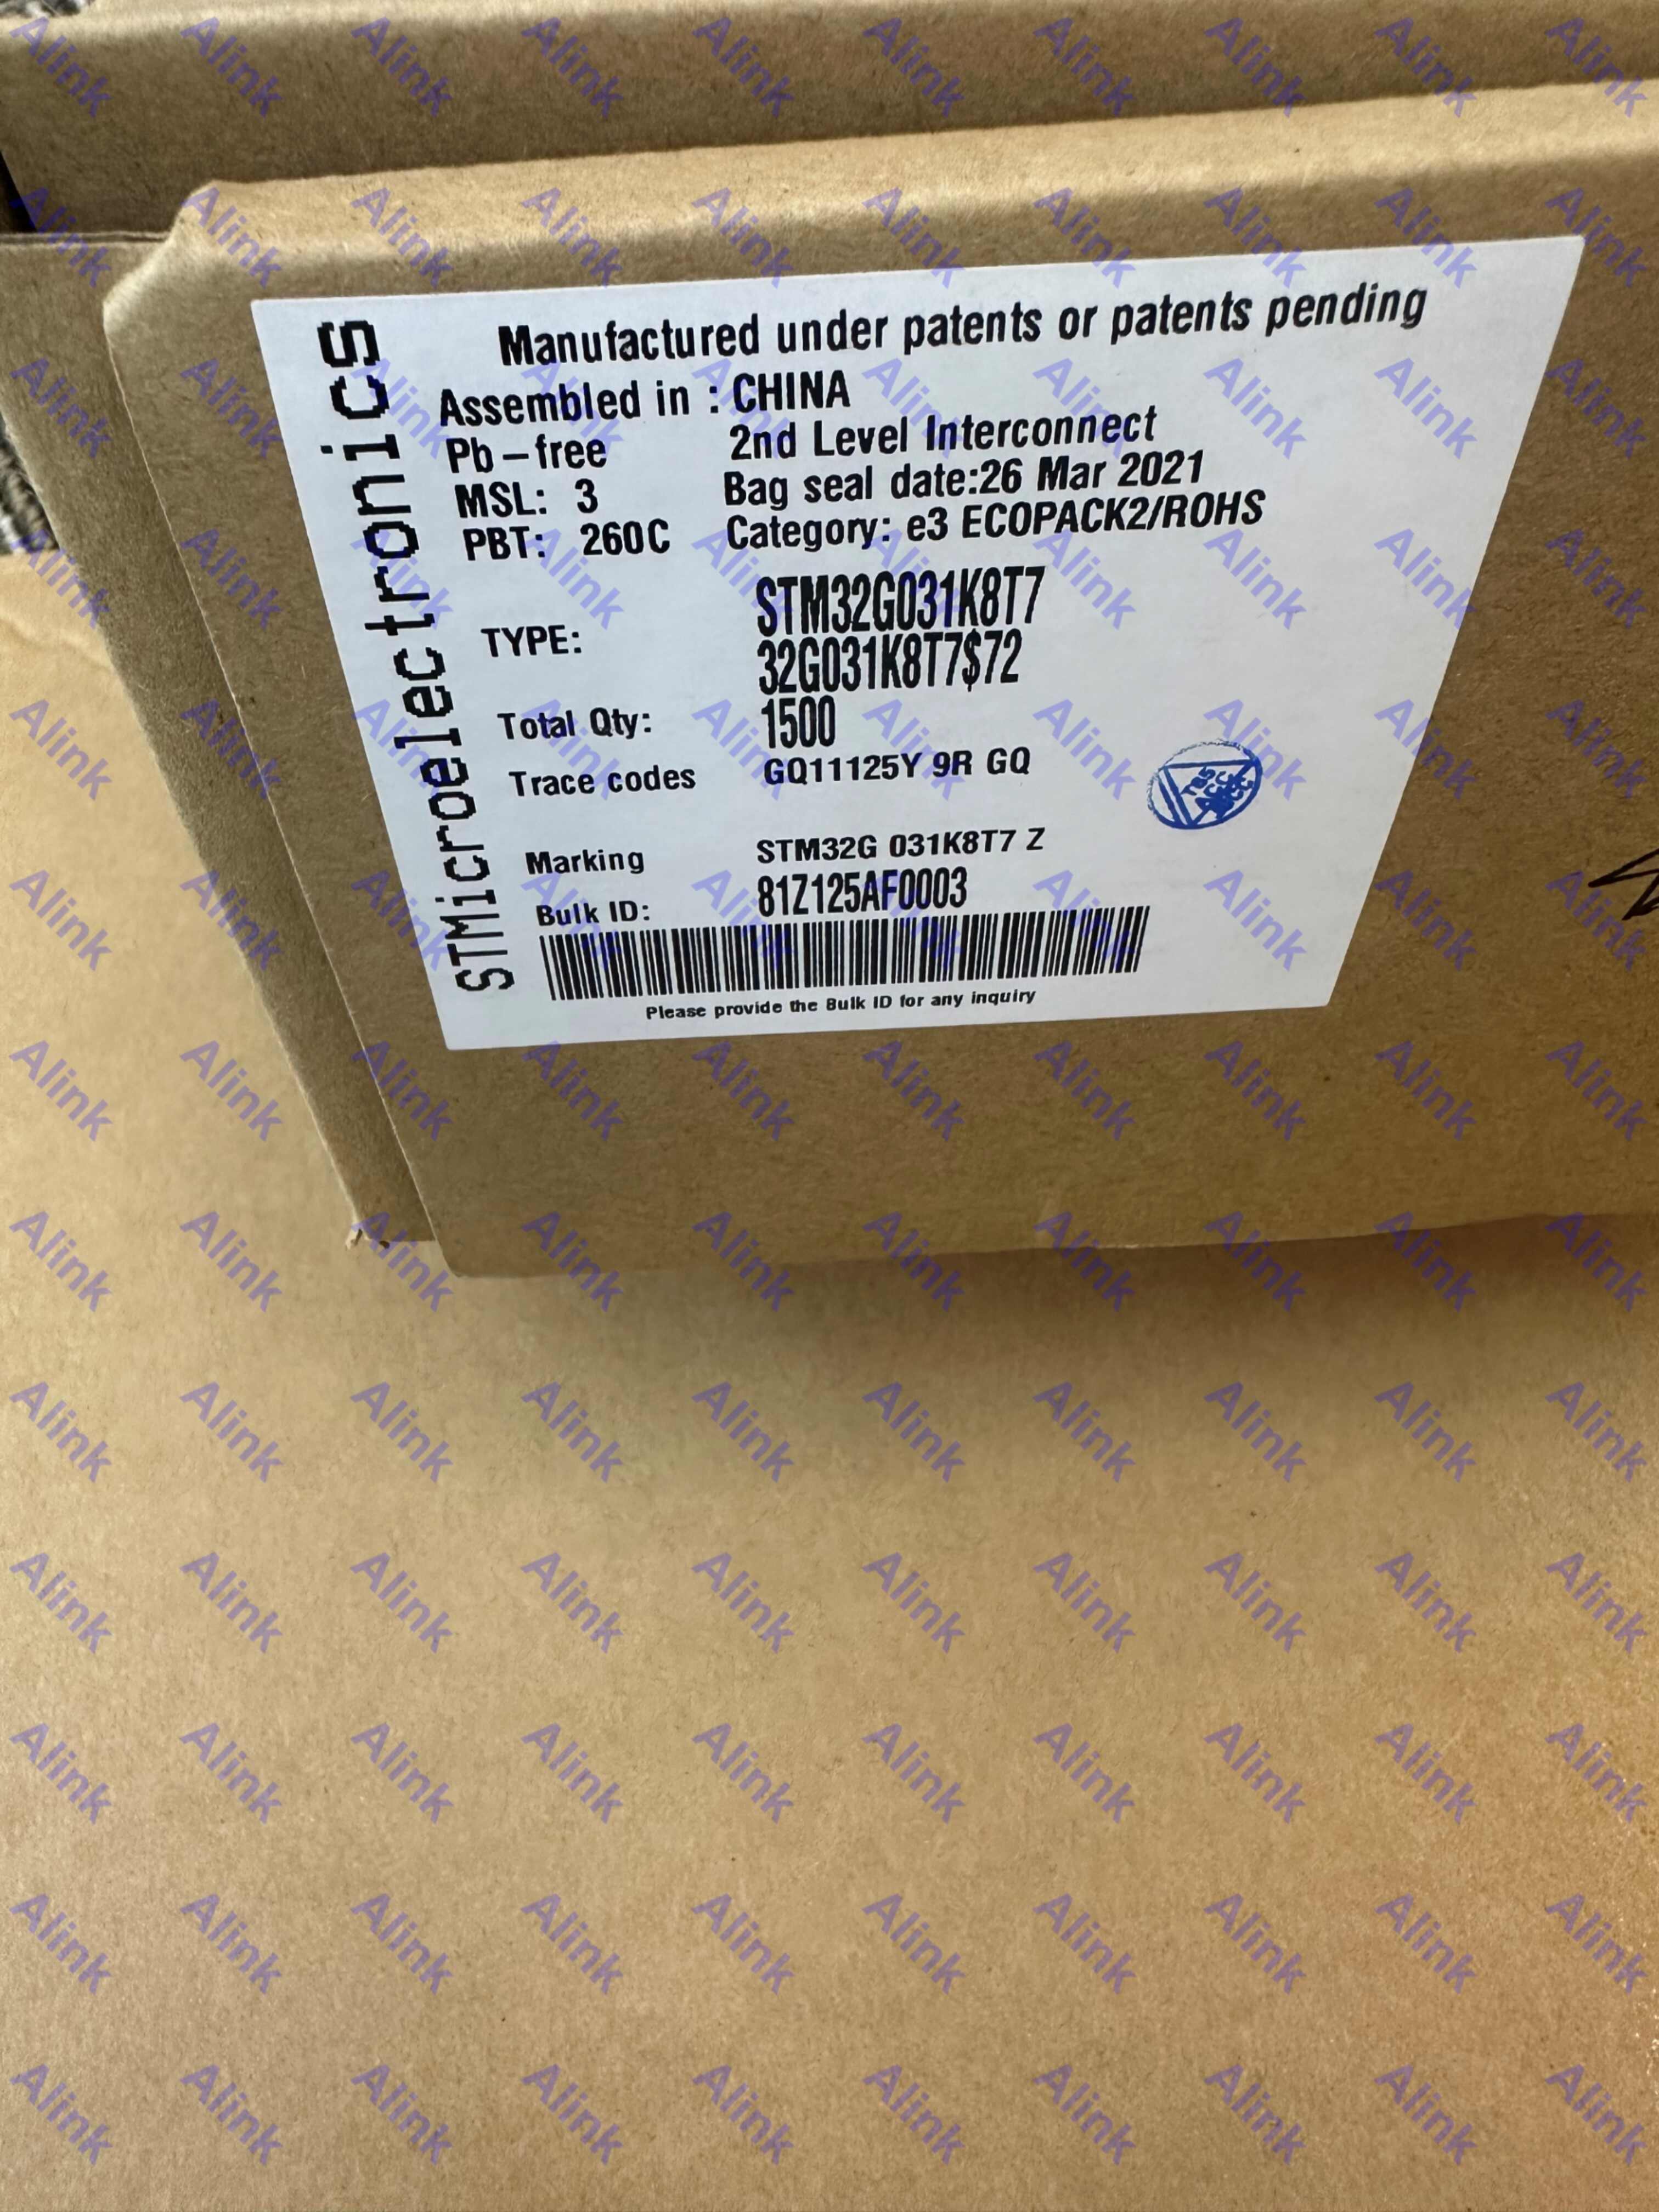 STMicroelectronics
Manufactured under patents or patents pending
Assembled in : CHINA
Pb-free 2nd Level Interconnect
MSL: 3 Bag seal date:26 Mar 2021
PBT: 260C Category: e3 ECOPACK2/ROHS
TYPE: STM32G031K8T7
32G031K8T7$72
Total Qty: 1500
Trace codes GQ11125Y 9R GQ
Marking STM32G 031K8T7 Z
Bulk ID: 81Z125AF0003
Please provide the Bulk ID for any inquiry
Alink